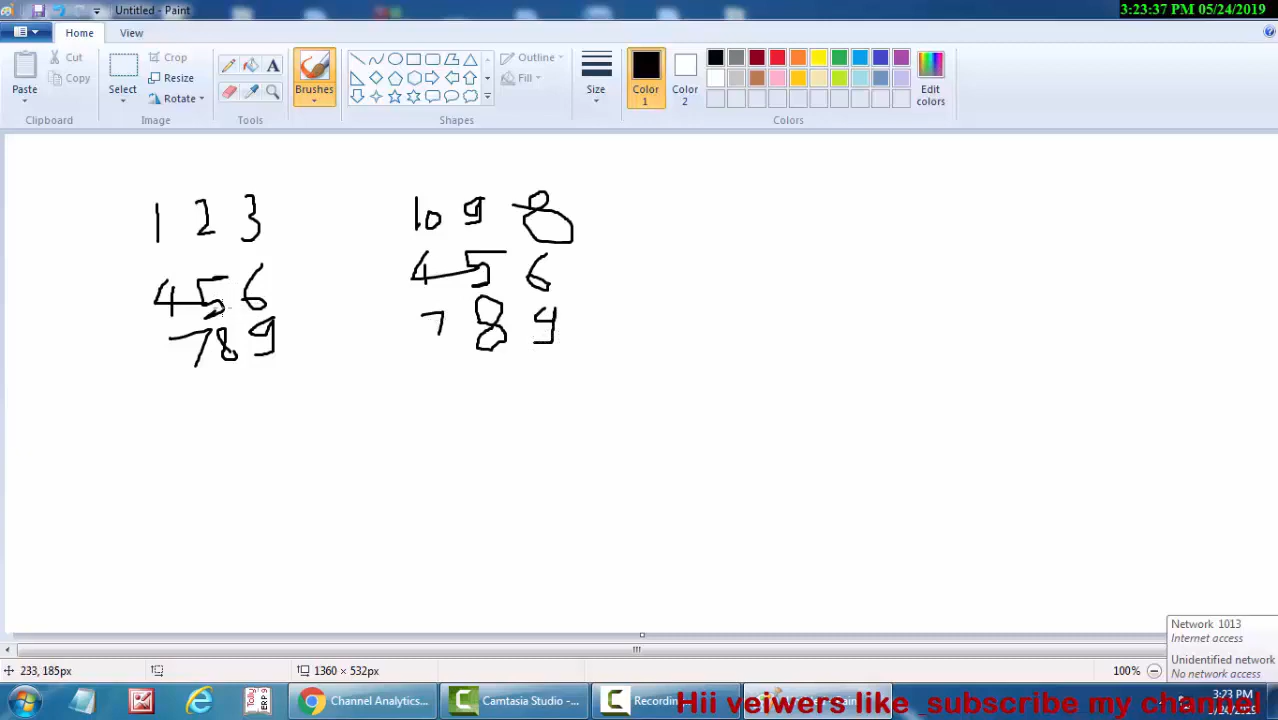 3:23:37 PM 05/24/2019
Untitled - Paint
Home View
Paste
Cut
Copy
Clipboard
Select
Crop
Resize
Rotate
Image
Tools
Brushes
Shapes
Outline
Fill
Size
Color 1
Color 2
Colors
Edit colors
1 2 3
4 5 6
7 8 9
10 9 8
4 5 6
7 8 9
Network 1013
Internet access
Unidentified network
No network access
233, 185px
1360 × 532px
100%
Channel Analytics...
Camtasia Studio -...
Recordin
3:23 PM
Hii veiwers like subscribe my channel